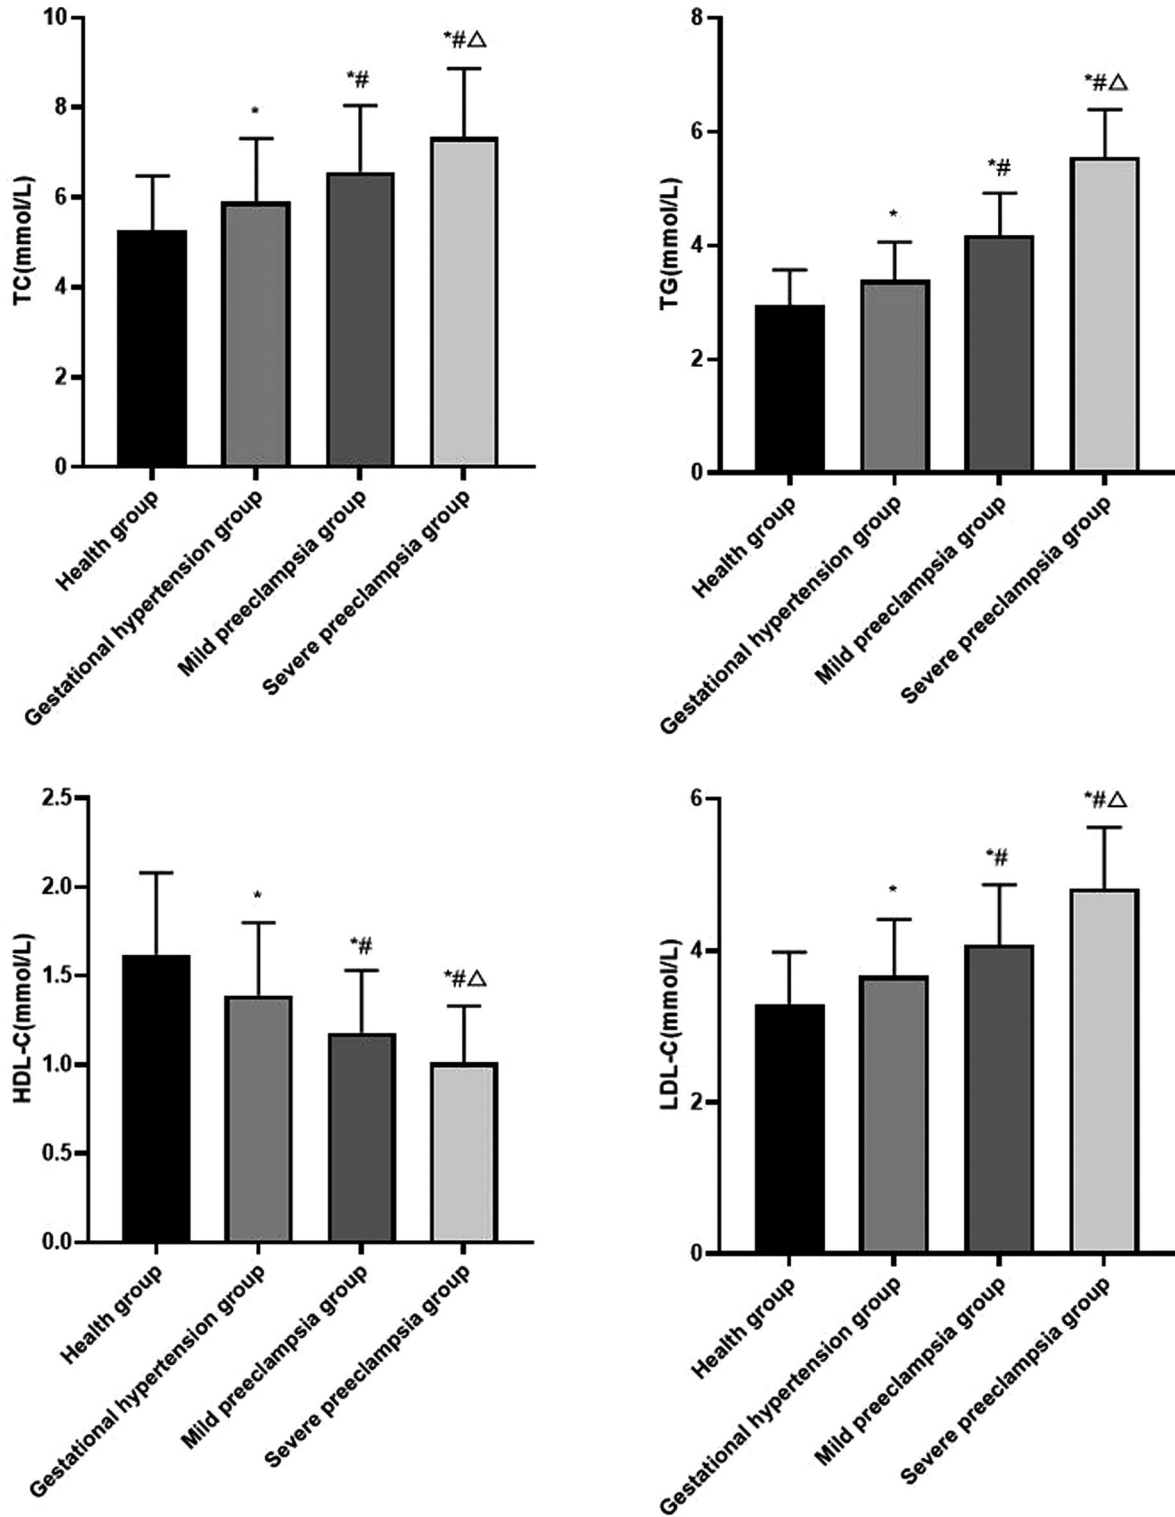 10
8
6
4
2
0
TC(mmol/L)
*
*#
*#△
Health group
Gestational hypertension group
Mild preeclampsia group
Severe preeclampsia group
8
6
4
2
0
TG(mmol/L)
*
*#
*#△
Health group
Gestational hypertension group
Mild preeclampsia group
Severe preeclampsia group
2.5
2.0
1.5
1.0
0.5
0.0
HDL-C(mmol/L)
*
*#
*#△
Health group
Gestational hypertension group
Mild preeclampsia group
Severe preeclampsia group
6
4
2
0
LDL-C(mmol/L)
*
*#
*#△
Health group
Gestational hypertension group
Mild preeclampsia group
Severe preeclampsia group